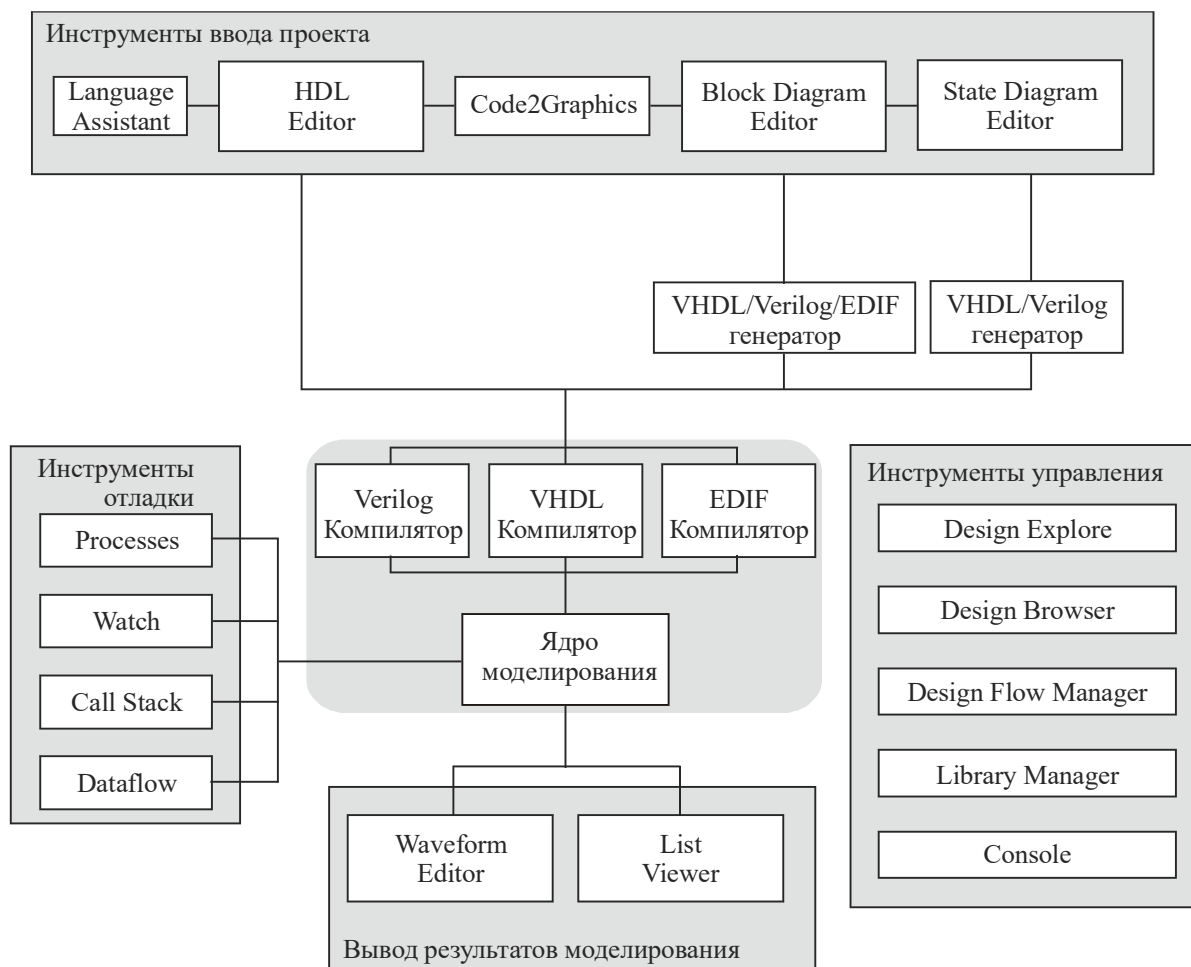 Инструменты ввода проекта
Language
Assistant
HDL
Editor
Code2Graphics
Block Diagram
Editor
State Diagram
Editor
VHDL/Verilog/EDIF
генератор
VHDL/Verilog
генератор
Инструменты
отладки
Processes
Watch
Call Stack
Dataflow
Verilog
Компилятор
VHDL
Компилятор
EDIF
Компилятор
Ядро
моделирования
Инструменты управления
Design Explore
Design Browser
Design Flow Manager
Library Manager
Console
Waveform
Editor
List
Viewer
Вывод результатов моделирования